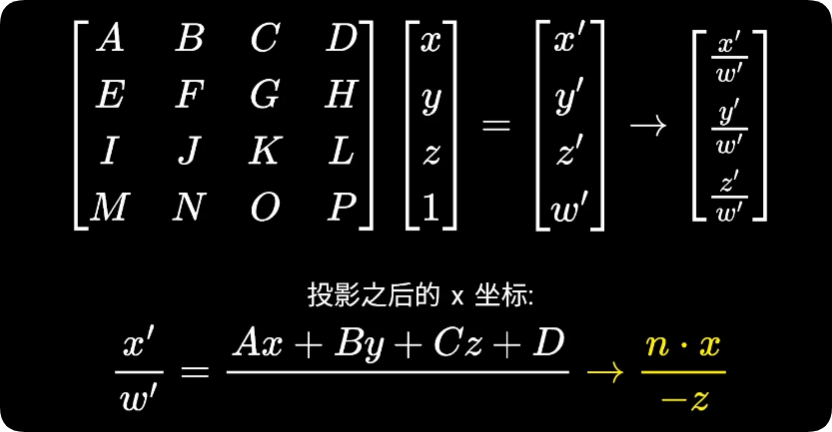 A B C D x x′ x′/w′
E F G H y = y′ → y′/w′
I J K L z z′ z′/w′
M N O P 1 w′
投影之后的 x 坐标:
x′/w′ = Ax + By + Cz + D → n · x/−z